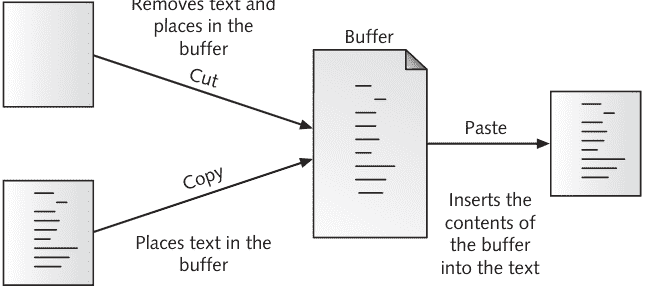 Removes text and
places in the
buffer
Cut
Buffer
Paste
Copy
Places text in the
buffer
Inserts the
contents of
the buffer
into the text